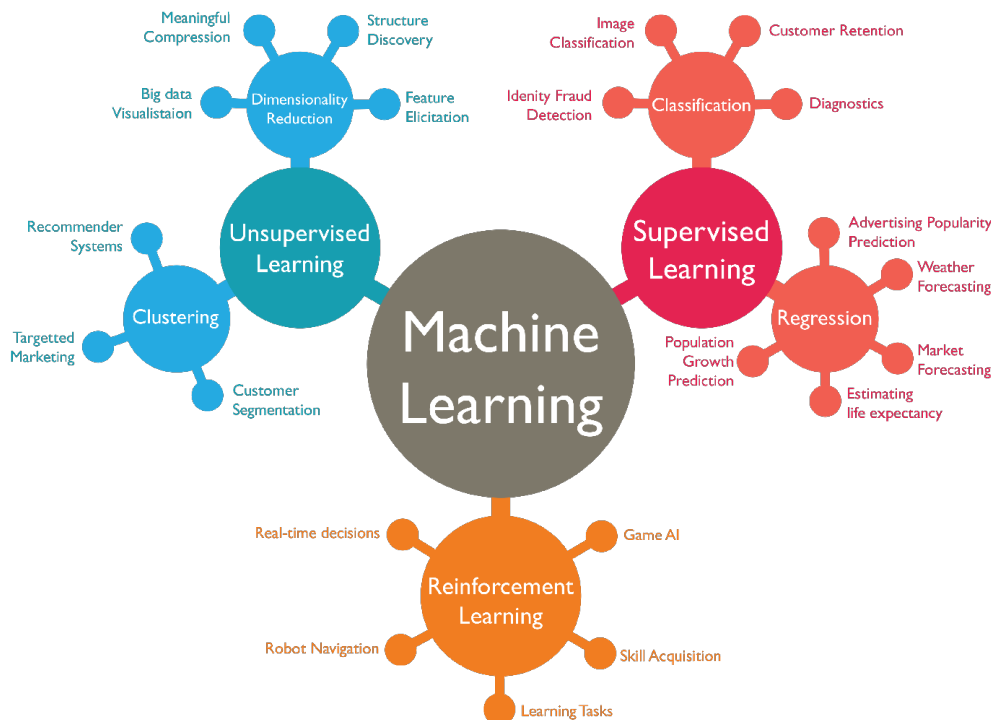 Meaningful
Compression
Structure
Discovery
Big data
Visualistaion
Dimensionality
Reduction
Feature
Elicitation
Unsupervised
Learning
Recommender
Systems
Clustering
Targetted
Marketing
Customer
Segmentation
Machine
Learning
Image
Classification
Customer Retention
Idenity Fraud
Detection
Classification
Diagnostics
Supervised
Learning
Advertising Popularity
Prediction
Weather
Forecasting
Regression
Population
Growth
Prediction
Market
Forecasting
Estimating
life expectancy
Real-time decisions
Game AI
Reinforcement
Learning
Robot Navigation
Skill Acquisition
Learning Tasks